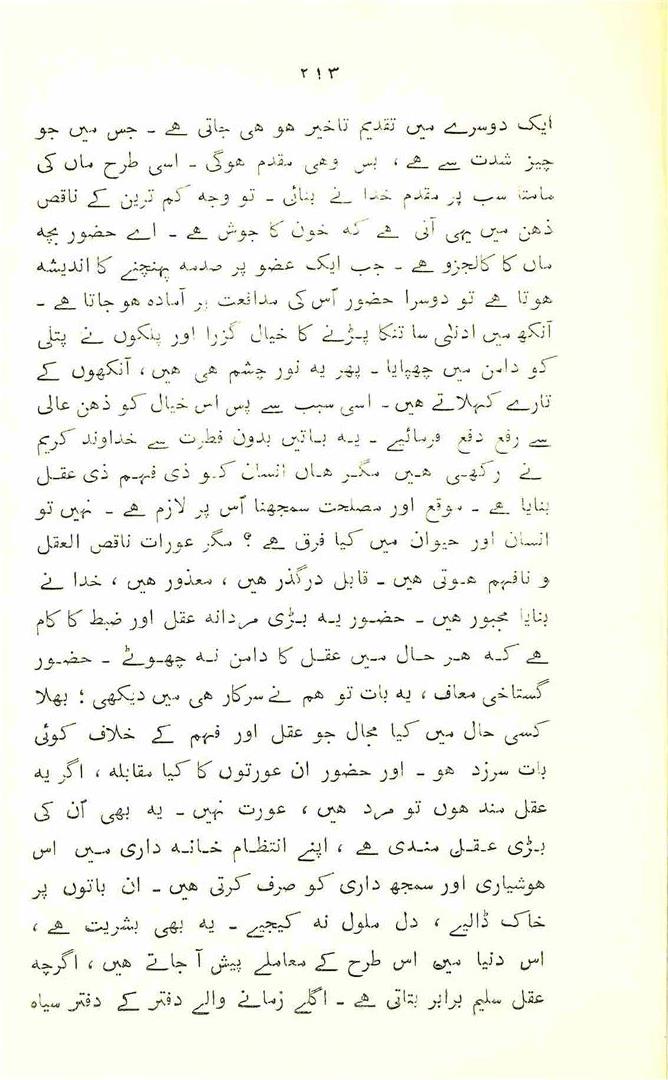 ۲۱۳
ایک دوسرے میں تقدیم تاخیر ہو ہی جاتی ہے ۔ جس میں جو
چیز شدت سے ہے ، بس وہی مقدم ہوگی ۔ اسی طرح ماں کی
مامتا سب پر مقدم خدا نے بنائی ۔ تو وجہ کم ترین کے ناقص
ذہن میں یہی آتی ہے کہ خون کا جوش ہے ۔ اے حضور بچہ
ماں کا کالجزو ہے ۔ جب ایک عضو پر صدمہ پہنچنے کا اندیشہ
ہوتا ہے تو دوسرا حضور اُس کی مدافعت پر آمادہ ہو جاتا ہے ۔
آنکھ میں ادنیٰ سا تنکا پڑنے کا خیال گزرا اور پلکوں نے پتلی
کو دامن میں چھپایا ۔ پھر یہ نور چشم ہی ہیں ، آنکھوں کے
تارے کہلاتے ہیں ۔ اسی سبب سے پس اس خیال کو ذہن عالی
سے رفع دفع فرمائیے ۔ یہ باتیں بدون فطرت سے خداوند کریم
نے رکھی ہیں مگر ہاں انسان کو ذی فہم ذی عقل
بنایا ہے ۔ موقع اور مصلحت سمجھنا اُس پر لازم ہے ۔ نہیں تو
انسان اور حیوان میں کیا فرق ہے ؟ مگر عورات ناقص العقل
و نافہم ہوتی ہیں ۔ قابل درگذر ہیں ، معذور ہیں ، خدا نے
بنایا مجبور ہیں ۔ حضور یہ بڑی مردانہ عقل اور ضبط کا کام
ہے کہ ہر حال میں عقل کا دامن نہ چھوٹے ۔ حضور
گستاخی معاف ، یہ بات تو ہم نے سرکار ہی میں دیکھی ؛ بھلا
کسی حال میں کیا مجال جو عقل اور فہم کے خلاف کوئی
بات سرزد ہو ۔ اور حضور ان عورتوں کا کیا مقابلہ ، اگر یہ
عقل مند ہوں تو مرد ہیں ، عورت نہیں ۔ یہ بھی اُن کی
بڑی عقل مندی ہے ، اپنے انتظام خانہ داری میں اس
ہوشیاری اور سمجھ داری کو صرف کرتی ہیں ۔ ان باتوں پر
خاک ڈالیے ، دل ملول نہ کیجیے ۔ یہ بھی بشریت ہے ،
اس دنیا میں اس طرح کے معاملے پیش آ جاتے ہیں ، اگرچہ
عقل سلیم برابر بتاتی ہے ۔ اگلے زمانے والے دفتر کے دفتر سیاہ